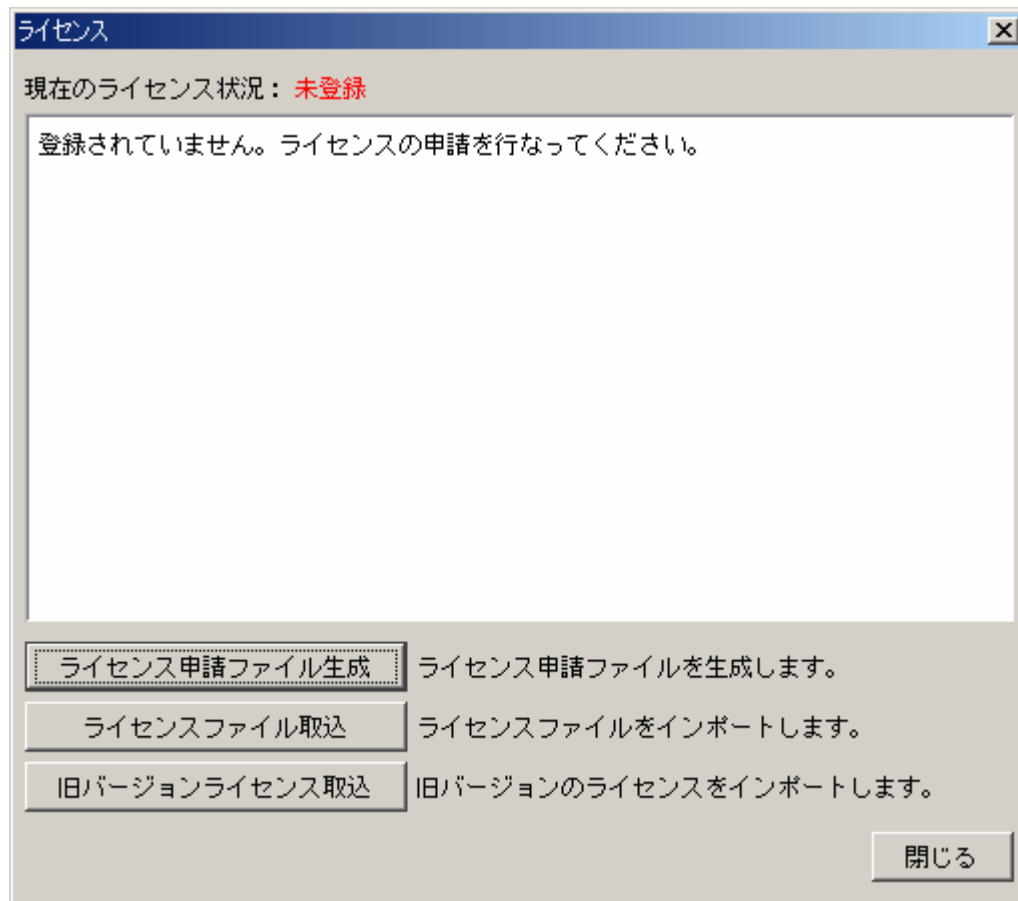 ライセンス
現在のライセンス状況： 未登録
登録されていません。ライセンスの申請を行なってください。
ライセンス申請ファイル生成 ライセンス申請ファイルを生成します。
ライセンスファイル取込 ライセンスファイルをインポートします。
旧バージョンライセンス取込 旧バージョンのライセンスをインポートします。
閉じる